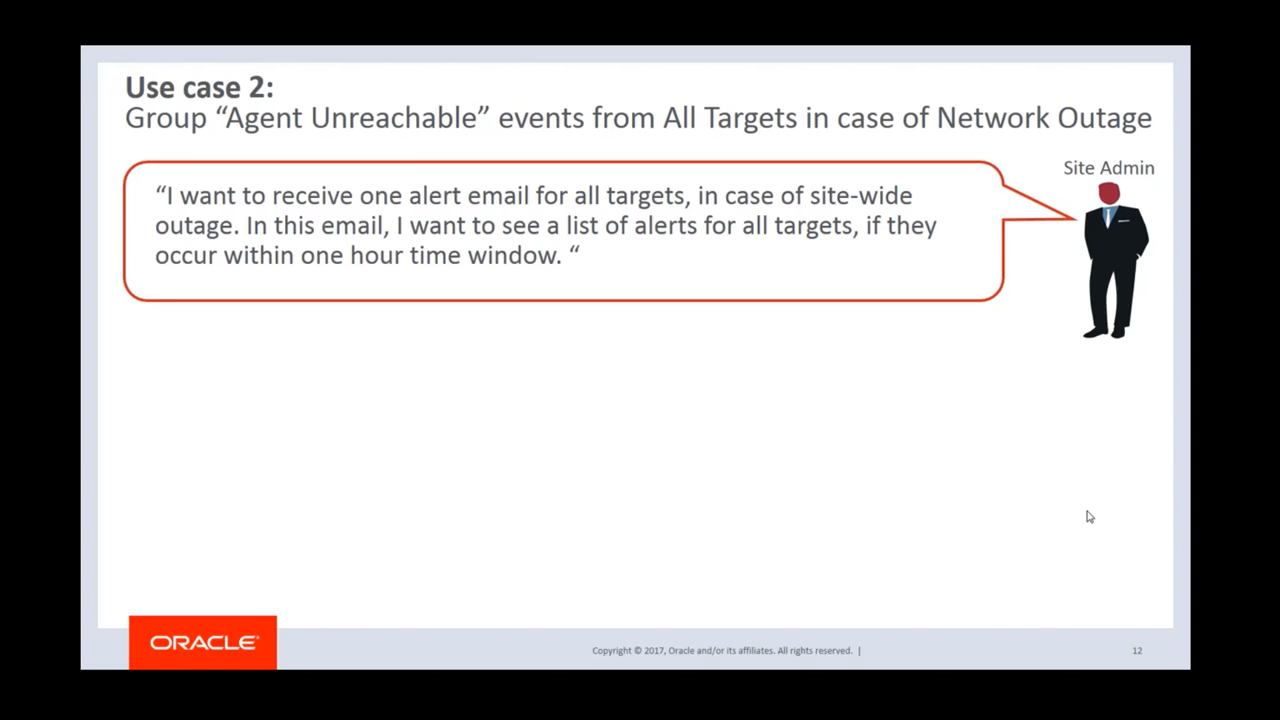 Use case 2:
Group “Agent Unreachable” events from All Targets in case of Network Outage
Site Admin
“I want to receive one alert email for all targets, in case of site-wide
outage. In this email, I want to see a list of alerts for all targets, if they
occur within one hour time window. “
ORACLE®
Copyright © 2017, Oracle and/or its affiliates. All rights reserved. |
12